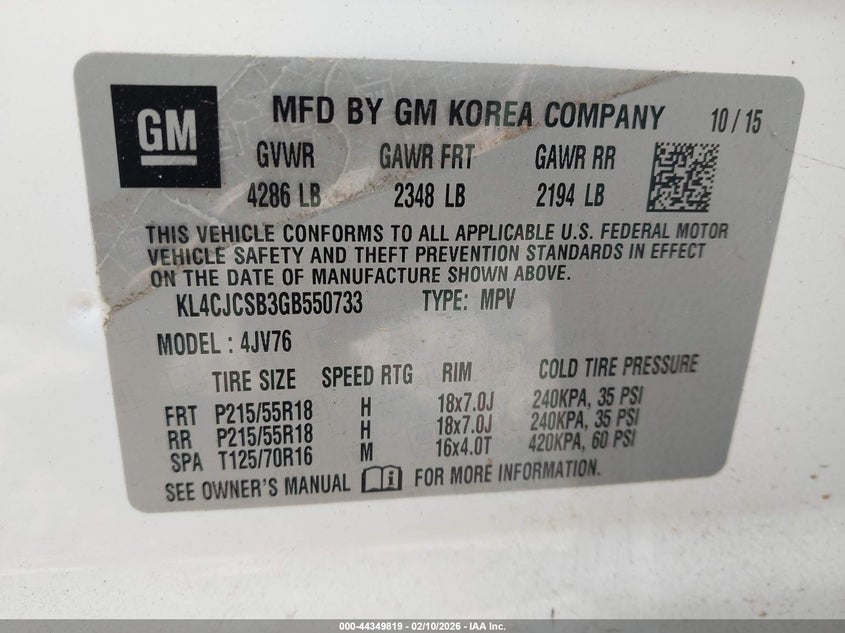 GM
MFD BY GM KOREA COMPANY 10/15
GVWR GAWR FRT GAWR RR
4286 LB 2348 LB 2194 LB
THIS VEHICLE CONFORMS TO ALL APPLICABLE U.S. FEDERAL MOTOR
VEHICLE SAFETY AND THEFT PREVENTION STANDARDS IN EFFECT
ON THE DATE OF MANUFACTURE SHOWN ABOVE.
KL4CJCSB3GB550733 TYPE: MPV
MODEL : 4JV76
TIRE SIZE SPEED RTG RIM COLD TIRE PRESSURE
FRT P215/55R18 H 18x7.0J 240KPA, 35 PSI
RR P215/55R18 H 18x7.0J 240KPA, 35 PSI
SPA T125/70R16 M 16x4.0T 420KPA, 60 PSI
SEE OWNER'S MANUAL i FOR MORE INFORMATION.
000-44349819 - 02/10/2026 - IAA Inc.